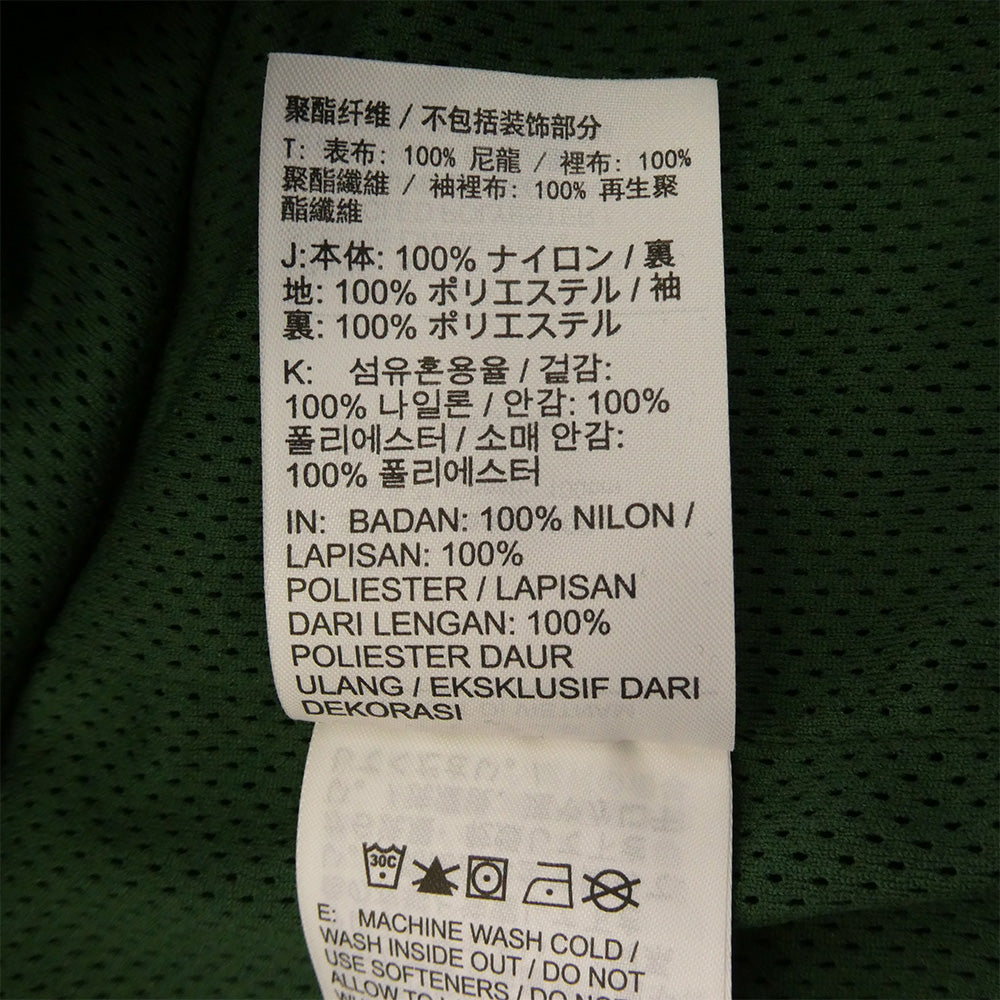 聚酯纤维 / 不包括装饰部分
T: 表布: 100% 尼龍 / 裡布: 100%
聚酯纖維 / 袖裡布: 100% 再生聚
酯纖維
J:本体: 100% ナイロン / 裏
地: 100% ポリエステル / 袖
裏: 100% ポリエステル
K: 섬유혼용율 / 겉감:
100% 나일론 / 안감: 100%
폴리에스터 / 소매 안감:
100% 폴리에스터
IN: BADAN: 100% NILON /
LAPISAN: 100%
POLIESTER / LAPISAN
DARI LENGAN: 100%
POLIESTER DAUR
ULANG / EKSKLUSIF DARI
DEKORASI
30C
E: MACHINE WASH COLD /
WASH INSIDE OUT / DO NOT
USE SOFTENERS / DO NOT
ALLOW TO